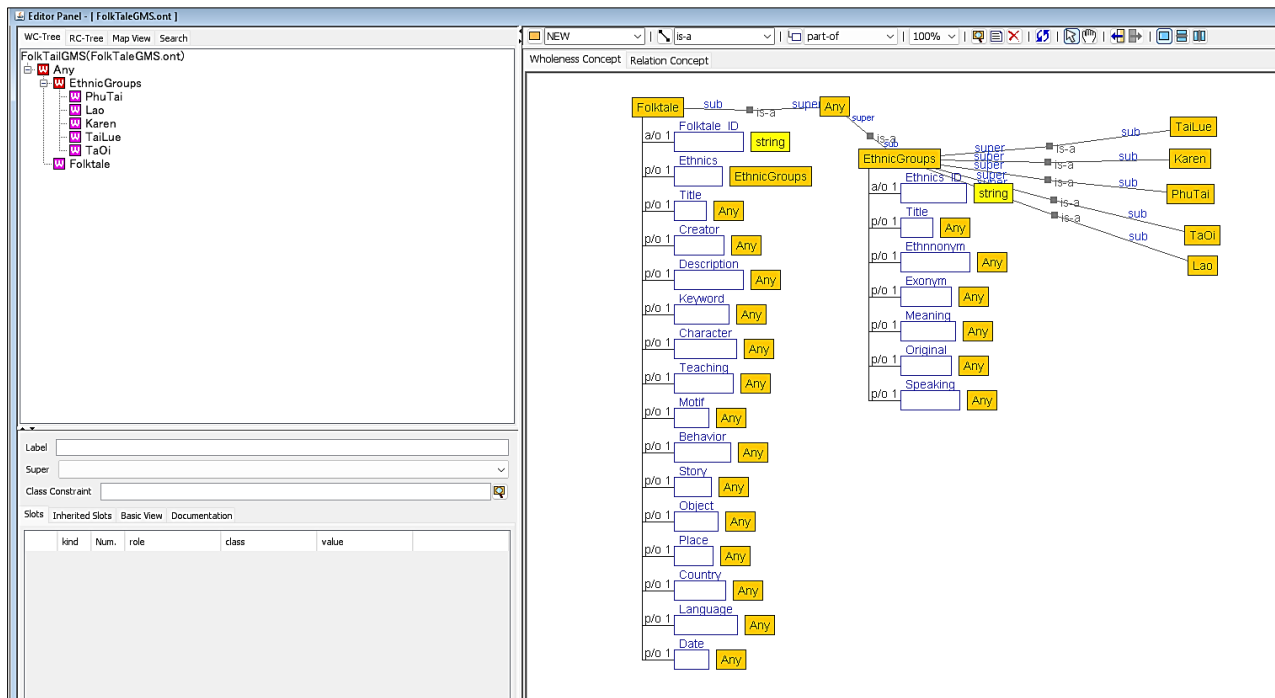 Editor Panel - [ FolkTaleGMS.ont ]
WC-Tree RC-Tree Map View Search
FolkTailGMS(FolkTaleGMS.ont)
Any
EthnicGroups
PhuTai
Lao
Karen
TaiLue
TaOi
Folktale
Label
Super
Class Constraint
Slots Inherited Slots Basic View Documentation
kind Num. role class value
NEW is-a part-of 100%
Wholeness Concept Relation Concept
Folktale sub is-a super Any
a/o 1 Folktale_ID string
p/o 1 Ethnics EthnicGroups
p/o 1 Title Any
p/o 1 Creator Any
p/o 1 Description Any
p/o 1 Keyword Any
p/o 1 Character Any
p/o 1 Teaching Any
p/o 1 Motif Any
p/o 1 Behavior Any
p/o 1 Story Any
p/o 1 Object Any
p/o 1 Place Any
p/o 1 Country Any
p/o 1 Language Any
p/o 1 Date Any
super is-a sub
EthnicGroups
a/o 1 Ethnics_ID string
p/o 1 Title Any
p/o 1 Ethnnonym Any
p/o 1 Exonym Any
p/o 1 Meaning Any
p/o 1 Original Any
p/o 1 Speaking Any
super is-a sub TaiLue
super is-a sub Karen
super is-a sub PhuTai
super is-a sub TaOi
super is-a sub Lao